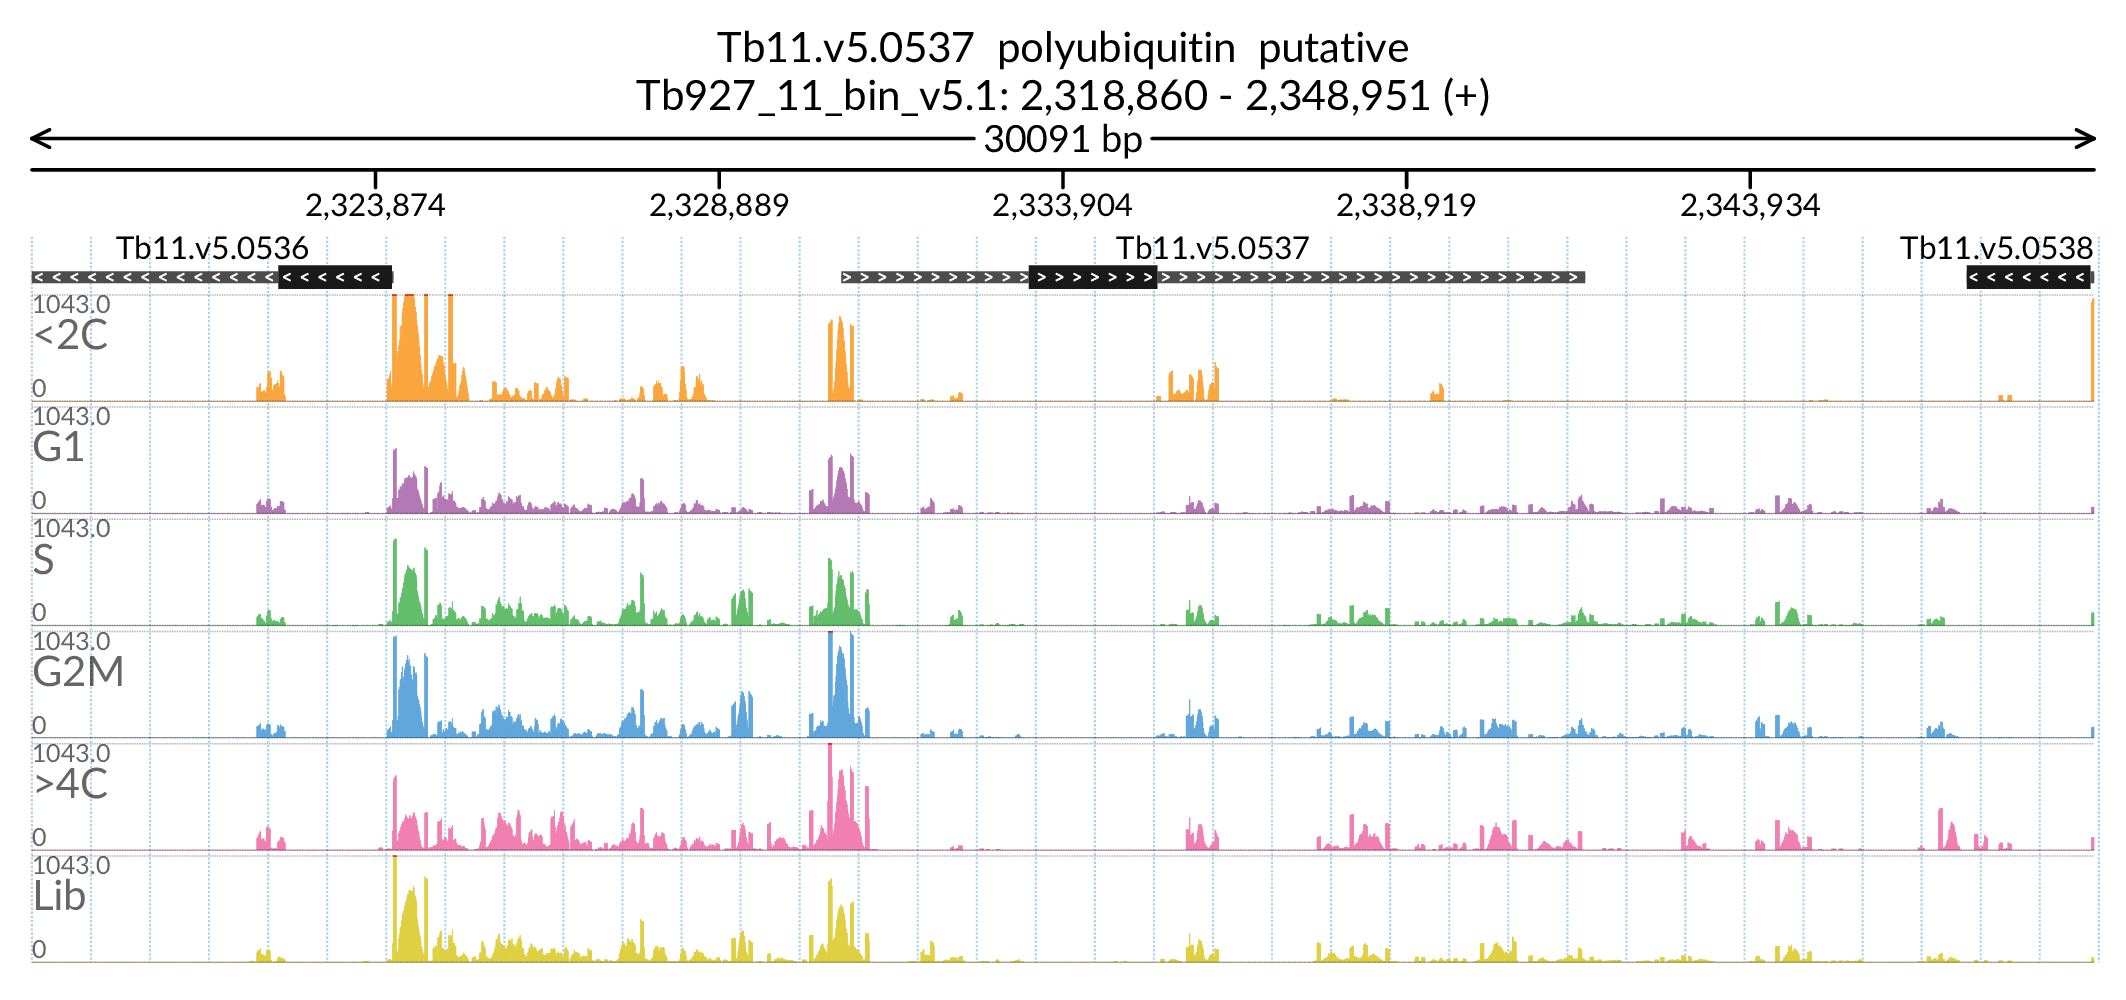 Tb11.v5.0537 polyubiquitin putative
Tb927_11_bin_v5.1: 2,318,860 - 2,348,951 (+)
30091 bp
2,323,874 2,328,889 2,333,904 2,338,919 2,343,934
Tb11.v5.0536 Tb11.v5.0537 Tb11.v5.0538
1043.0
<2C
0
1043.0
G1
0
1043.0
S
0
1043.0
G2M
0
1043.0
>4C
0
1043.0
Lib
0